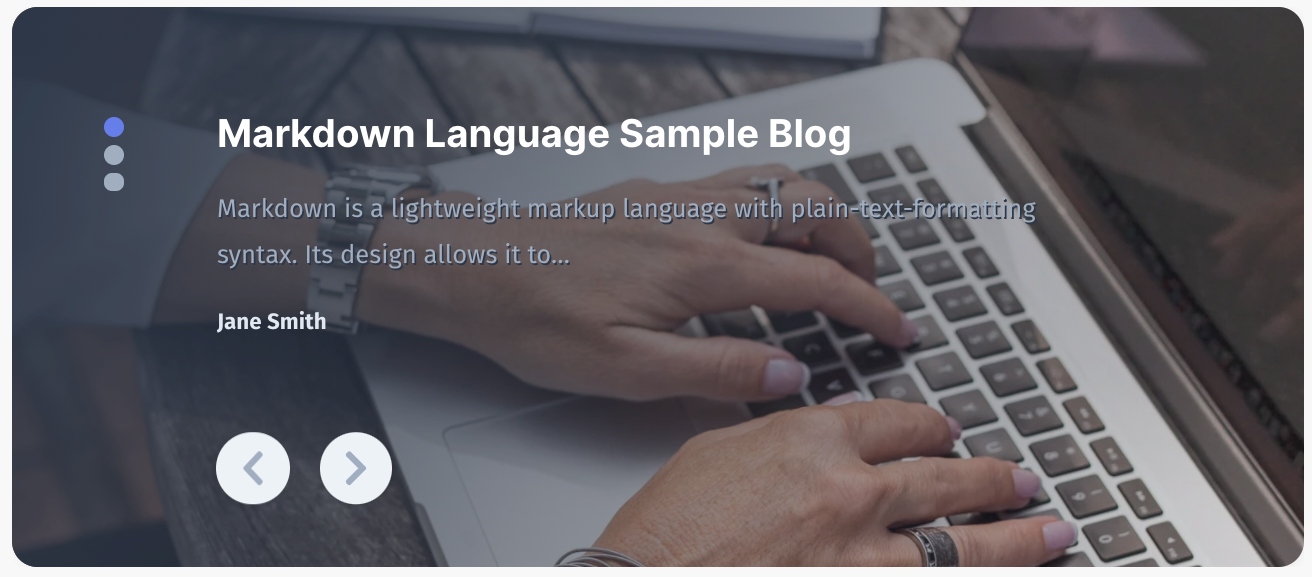 Markdown Language Sample Blog
Markdown is a lightweight markup language with plain-text-formatting
syntax. Its design allows it to...
Jane Smith